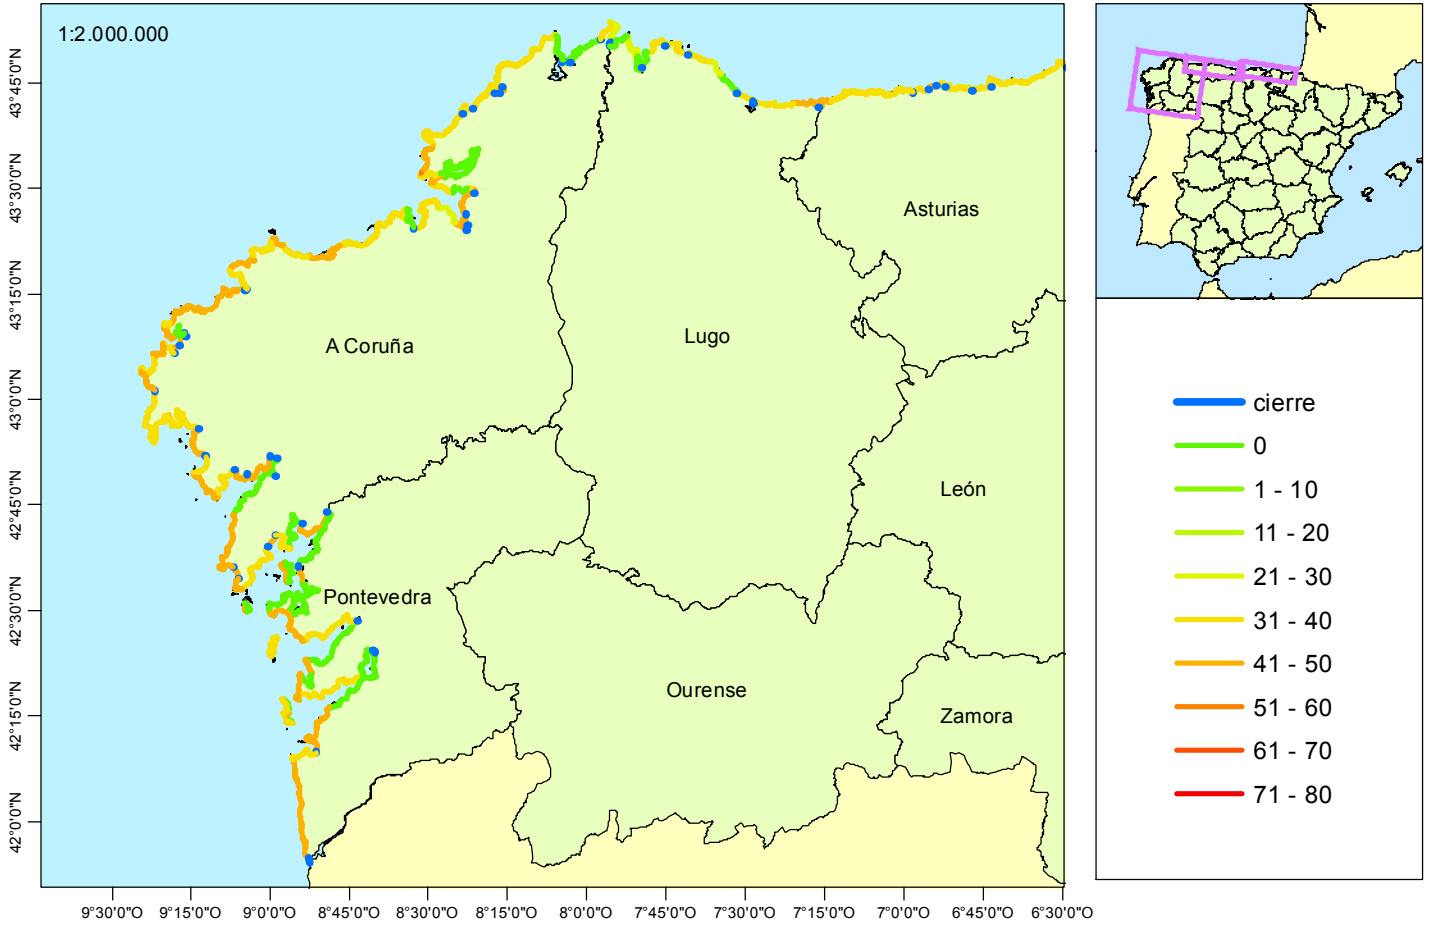 1:2.000.000
43°45'0"N
43°30'0"N
43°15'0"N
43°0'0"N
42°45'0"N
42°30'0"N
42°15'0"N
42°0'0"N
Asturias
A Coruña
Lugo
León
Pontevedra
Ourense
Zamora
9°30'0"O
9°15'0"O
9°0'0"O
8°45'0"O
8°30'0"O
8°15'0"O
8°0'0"O
7°45'0"O
7°30'0"O
7°15'0"O
7°0'0"O
6°45'0"O
6°30'0"O
cierre
0
1 - 10
11 - 20
21 - 30
31 - 40
41 - 50
51 - 60
61 - 70
71 - 80